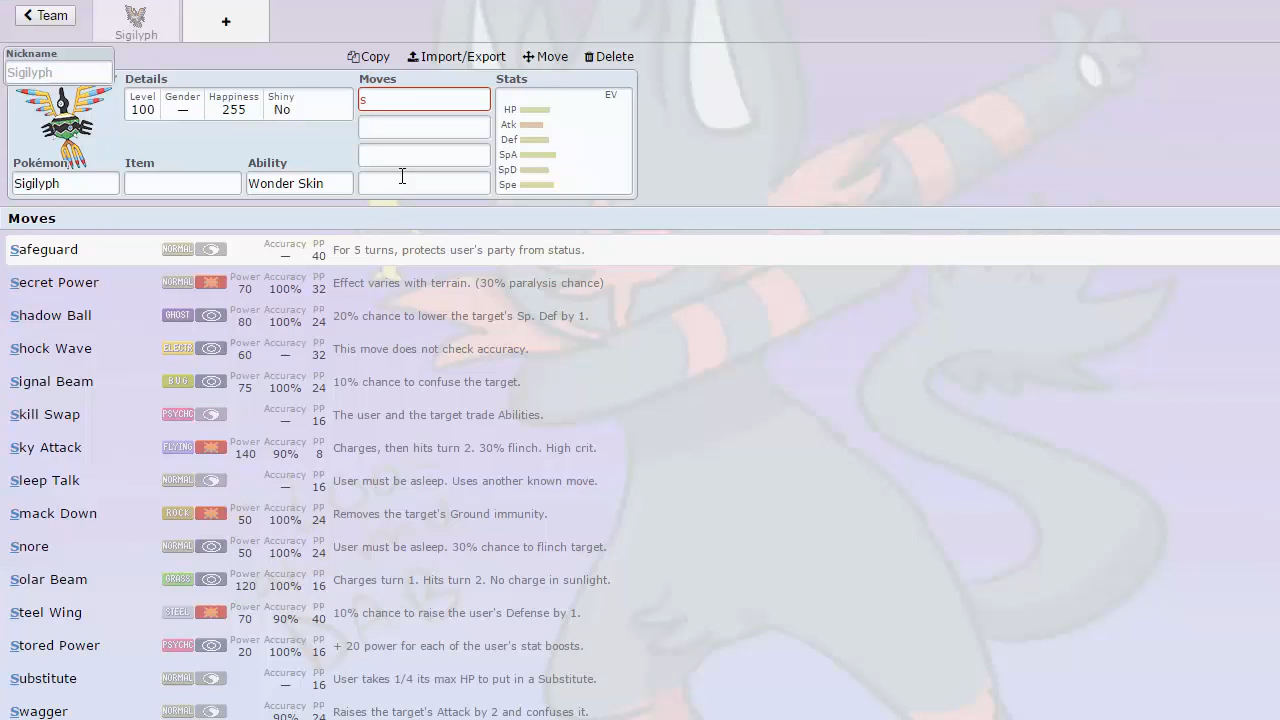 Team
Sigilyph
+
Copy Import/Export Move Delete
Nickname
Sigilyph
Details Moves Stats
Level Gender Happiness Shiny
100 — 255 No
s
EV
HP
Atk
Def
SpA
SpD
Spe
Pokémon Item Ability
Sigilyph Wonder Skin
Moves
Safeguard NORMAL Accuracy — PP 40 For 5 turns, protects user's party from status.
Secret Power NORMAL Power 70 Accuracy 100% PP 32 Effect varies with terrain. (30% paralysis chance)
Shadow Ball GHOST Power 80 Accuracy 100% PP 24 20% chance to lower the target's Sp. Def by 1.
Shock Wave ELECTR Power 60 Accuracy — PP 32 This move does not check accuracy.
Signal Beam BUG Power 75 Accuracy 100% PP 24 10% chance to confuse the target.
Skill Swap PSYCHC Accuracy — PP 16 The user and the target trade Abilities.
Sky Attack FLYING Power 140 Accuracy 90% PP 8 Charges, then hits turn 2. 30% flinch. High crit.
Sleep Talk NORMAL Accuracy — PP 16 User must be asleep. Uses another known move.
Smack Down ROCK Power 50 Accuracy 100% PP 24 Removes the target's Ground immunity.
Snore NORMAL Power 50 Accuracy 100% PP 24 User must be asleep. 30% chance to flinch target.
Solar Beam GRASS Power 120 Accuracy 100% PP 16 Charges turn 1. Hits turn 2. No charge in sunlight.
Steel Wing STEEL Power 70 Accuracy 90% PP 40 10% chance to raise the user's Defense by 1.
Stored Power PSYCHC Power 20 Accuracy 100% PP 16 + 20 power for each of the user's stat boosts.
Substitute NORMAL Accuracy — PP 16 User takes 1/4 its max HP to put in a Substitute.
Swagger NORMAL Accuracy 90% PP 24 Raises the target's Attack by 2 and confuses it.